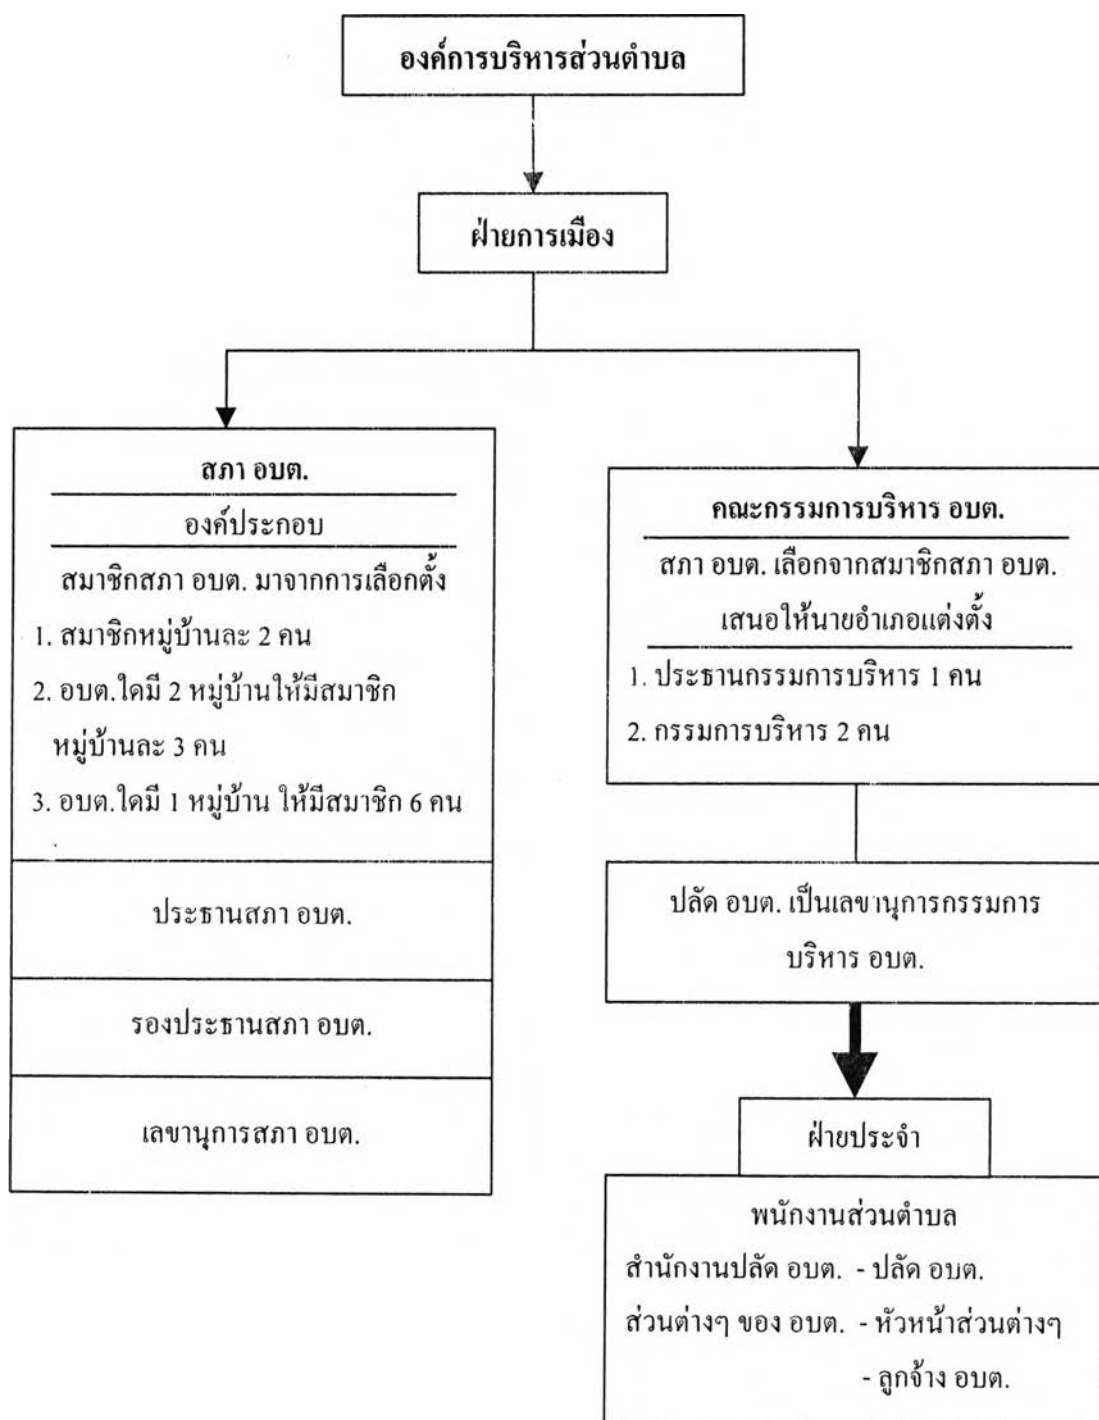 องค์การบริหารส่วนตำบล
ฝ่ายการเมือง
สภา อบต.
องค์ประกอบ
สมาชิกสภา อบต. มาจากการเลือกตั้ง
1. สมาชิกหมู่บ้านละ 2 คน
2. อบต.ใดมี 2 หมู่บ้านให้มีสมาชิก
หมู่บ้านละ 3 คน
3. อบต.ใดมี 1 หมู่บ้าน ให้มีสมาชิก 6 คน
ประธานสภา อบต.
รองประธานสภา อบต.
เลขานุการสภา อบต.
คณะกรรมการบริหาร อบต.
สภา อบต. เลือกจากสมาชิกสภา อบต.
เสนอให้นายอำเภอแต่งตั้ง
1. ประธานกรรมการบริหาร 1 คน
2. กรรมการบริหาร 2 คน
ปลัด อบต. เป็นเลขานุการกรรมการ
บริหาร อบต.
ฝ่ายประจำ
พนักงานส่วนตำบล
สำนักงานปลัด อบต. - ปลัด อบต.
ส่วนต่างๆ ของ อบต. - หัวหน้าส่วนต่างๆ
- ลูกจ้าง อบต.